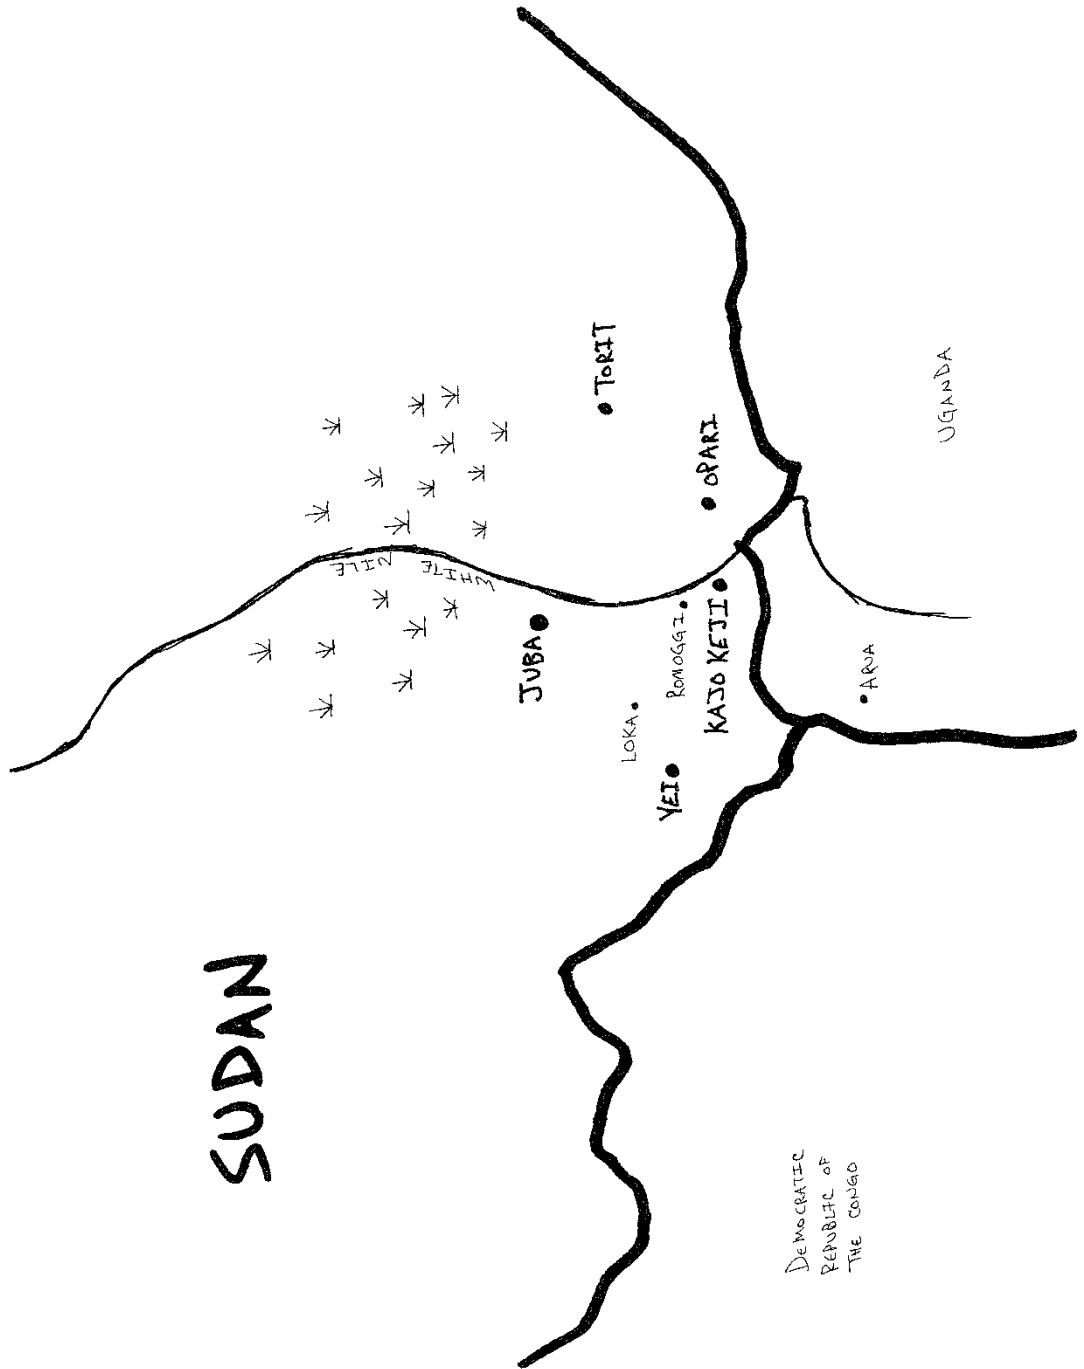 SUDAN
WHITE NILE
TORIT
JUBA
OPARI
LOKA
ROMOGGI
KAJO KEJI
YEI
ARUA
UGANDA
DEMOCRATIC
REPUBLIC OF
THE CONGO